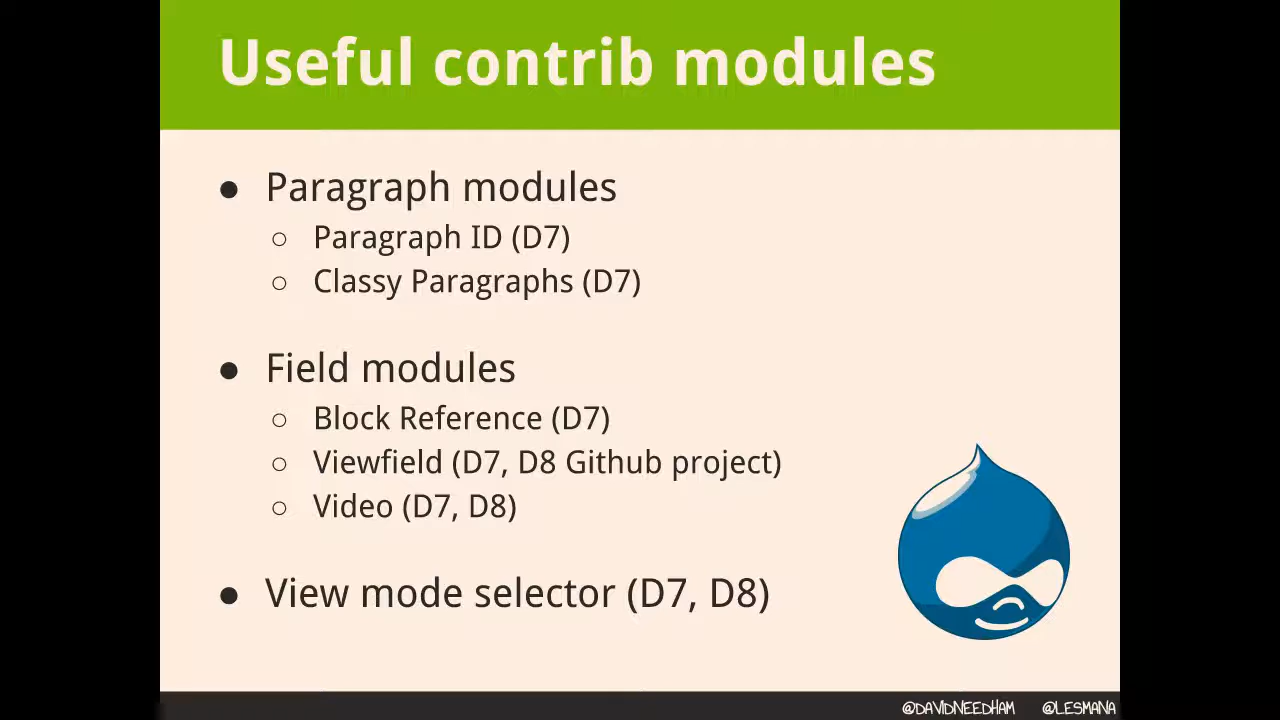 Useful contrib modules
● Paragraph modules
○ Paragraph ID (D7)
○ Classy Paragraphs (D7)
● Field modules
○ Block Reference (D7)
○ Viewfield (D7, D8 Github project)
○ Video (D7, D8)
● View mode selector (D7, D8)
@DAVIDNEEDHAM @LESMANA